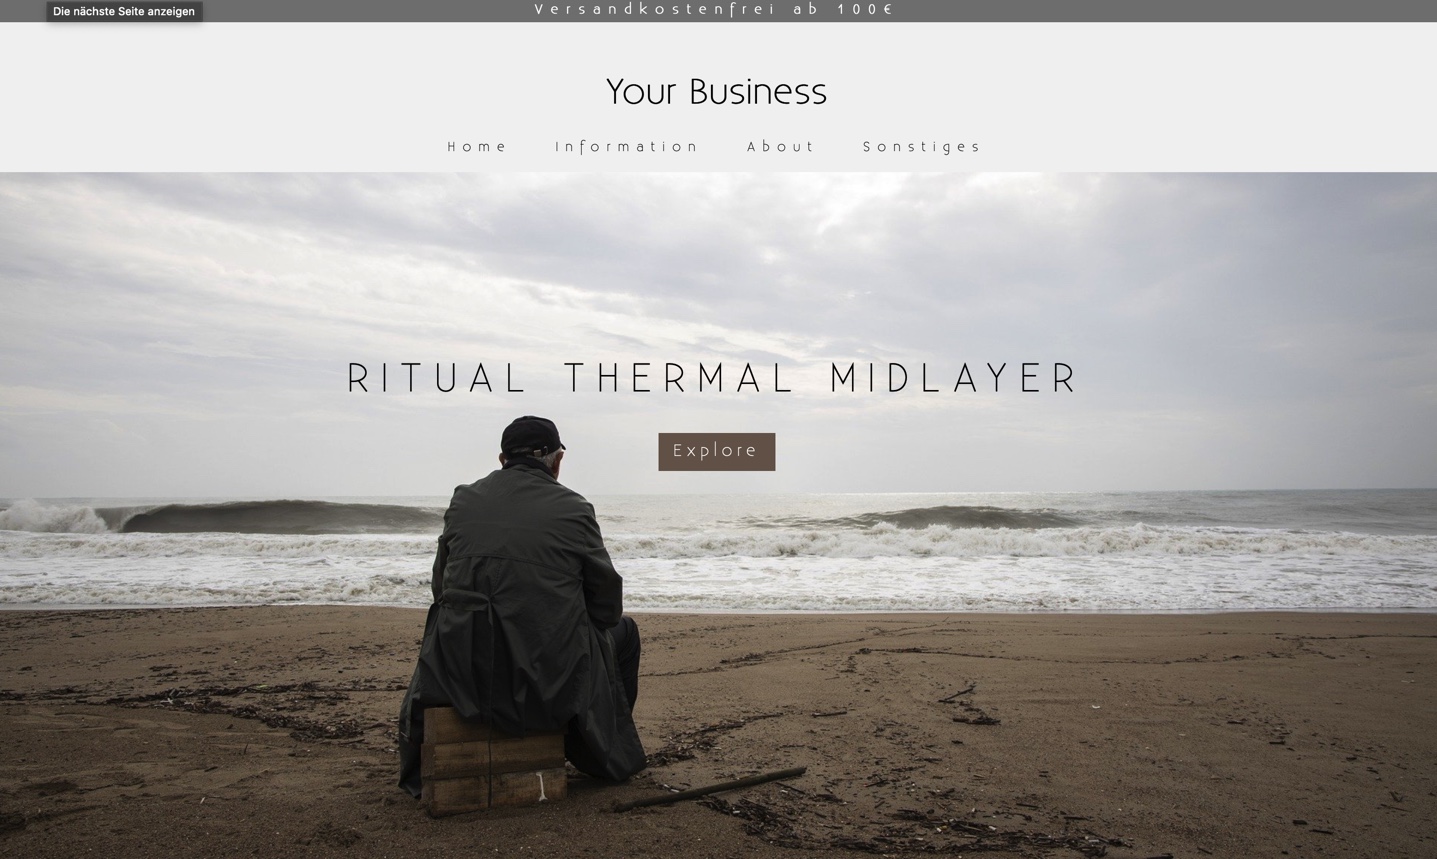 Die nächste Seite anzeigen
Versandkostenfrei ab 100€
Your Business
Home Information About Sonstiges
RITUAL THERMAL MIDLAYER
Explore